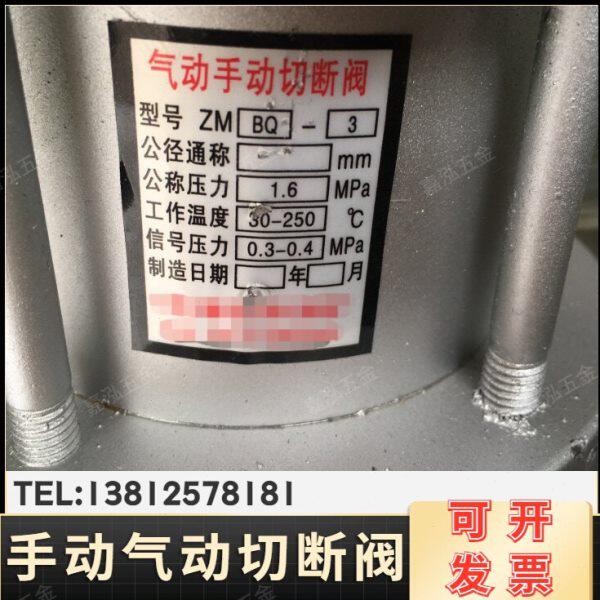 气动手动切断阀
型号 ZM BQ - 3
公径通称 mm
公称压力 1.6 MPa
工作温度 30-250 ℃
信号压力 0.3-0.4 MPa
制造日期 年 月
TEL:13812578181
手动气动切断阀
可开
发票